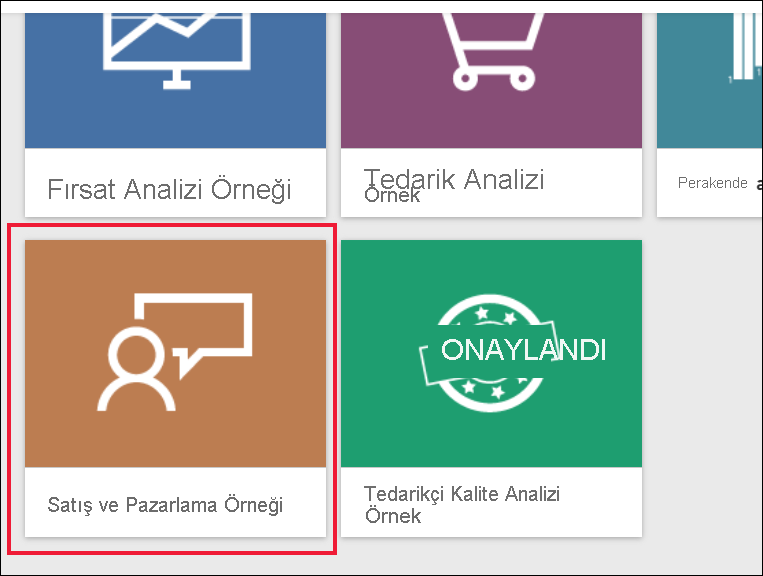 Fırsat Analizi Örneği
Tedarik Analizi
Örnek
Perakende
ONAYLANDI
Satış ve Pazarlama Örneği
Tedarikçi Kalite Analizi
Örnek